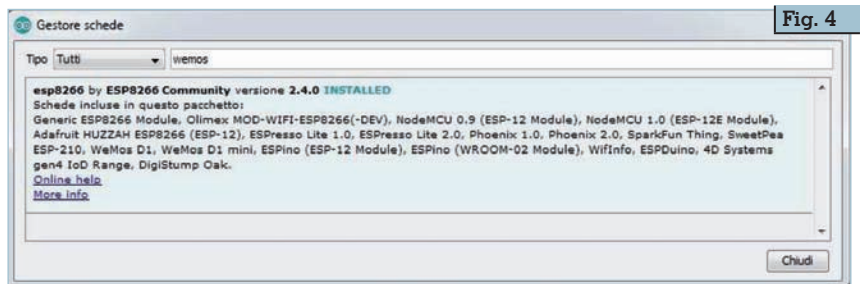 Fig. 4
Gestore schede
Tipo Tutti wemos
esp8266 by ESP8266 Community versione 2.4.0 INSTALLED
Schede incluse in questo pacchetto:
Generic ESP8266 Module, Olimex MOD-WIFI-ESP8266(-DEV), NodeMCU 0.9 (ESP-12 Module), NodeMCU 1.0 (ESP-12E Module),
Adafruit HUZZAH ESP8266 (ESP-12), ESPresso Lite 1.0, ESPresso Lite 2.0, Phoenix 1.0, Phoenix 2.0, SparkFun Thing, SweetPea
ESP-210, WeMos D1, WeMos D1 mini, ESPino (ESP-12 Module), ESPino (WROOM-02 Module), WifInfo, ESPDuino, 4D Systems
gen4 IoD Range, DigiStump Oak.
Online help
More info
Chiudi